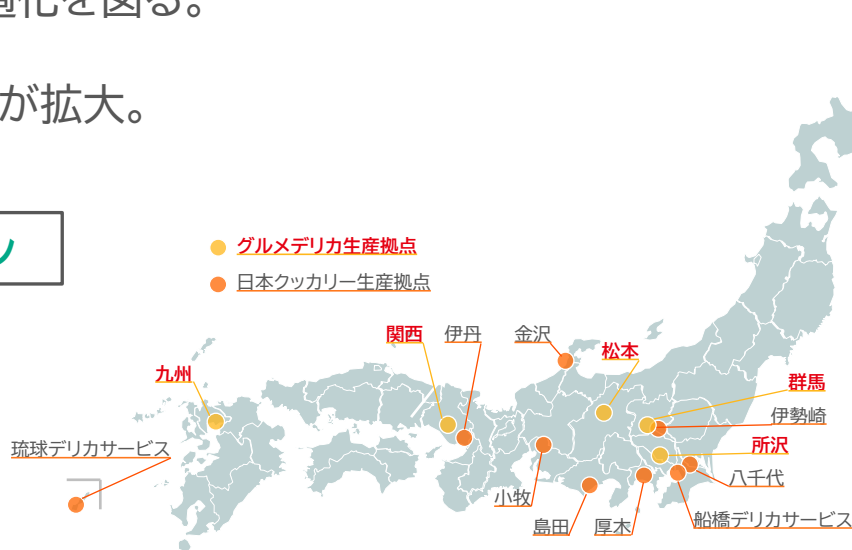 適化を図る。
が拡大。
ン
グルメデリカ生産拠点
日本クッカリー生産拠点
関西
伊丹
金沢
松本
九州
群馬
伊勢崎
所沢
琉球デリカサービス
八千代
小牧
船橋デリカサービス
島田
厚木